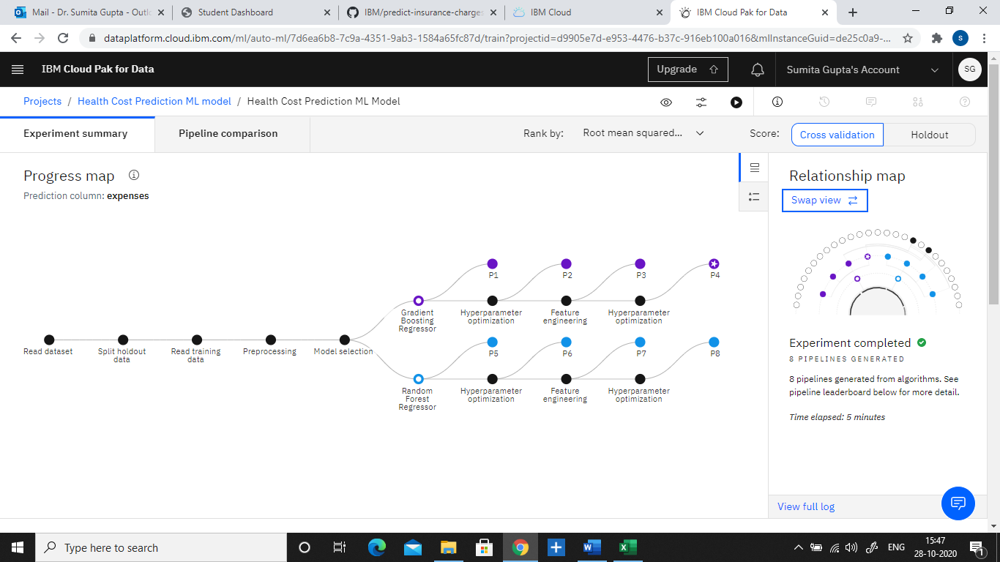 Mail - Dr. Sumita Gupta - Outlo
Student Dashboard
IBM/predict-insurance-charges
IBM Cloud
IBM Cloud Pak for Data
dataplatform.cloud.ibm.com/ml/auto-ml/7d6ea6b8-7c9a-4351-9ab3-1584a65fc87d/train?projectid=d9905e7d-e953-4476-b37c-916eb100a016&mlInstanceGuid=de25c0a9-...
S
IBM Cloud Pak for Data
Upgrade
Sumita Gupta's Account
SG
Projects / Health Cost Prediction ML model / Health Cost Prediction ML Model
Experiment summary
Pipeline comparison
Rank by:
Root mean squared...
Score:
Cross validation
Holdout
Progress map
Prediction column: expenses
P1
P2
P3
P4
Gradient
Boosting
Regressor
Hyperparameter
optimization
Feature
engineering
Hyperparameter
optimization
Read dataset
Split holdout
data
Read training
data
Preprocessing
Model selection
P5
P6
P7
P8
Random
Forest
Regressor
Hyperparameter
optimization
Feature
engineering
Hyperparameter
optimization
Relationship map
Swap view
Experiment completed
8 PIPELINES GENERATED
8 pipelines generated from algorithms. See
pipeline leaderboard below for more detail.
Time elapsed: 5 minutes
View full log
Type here to search
ENG
15:47
28-10-2020
1